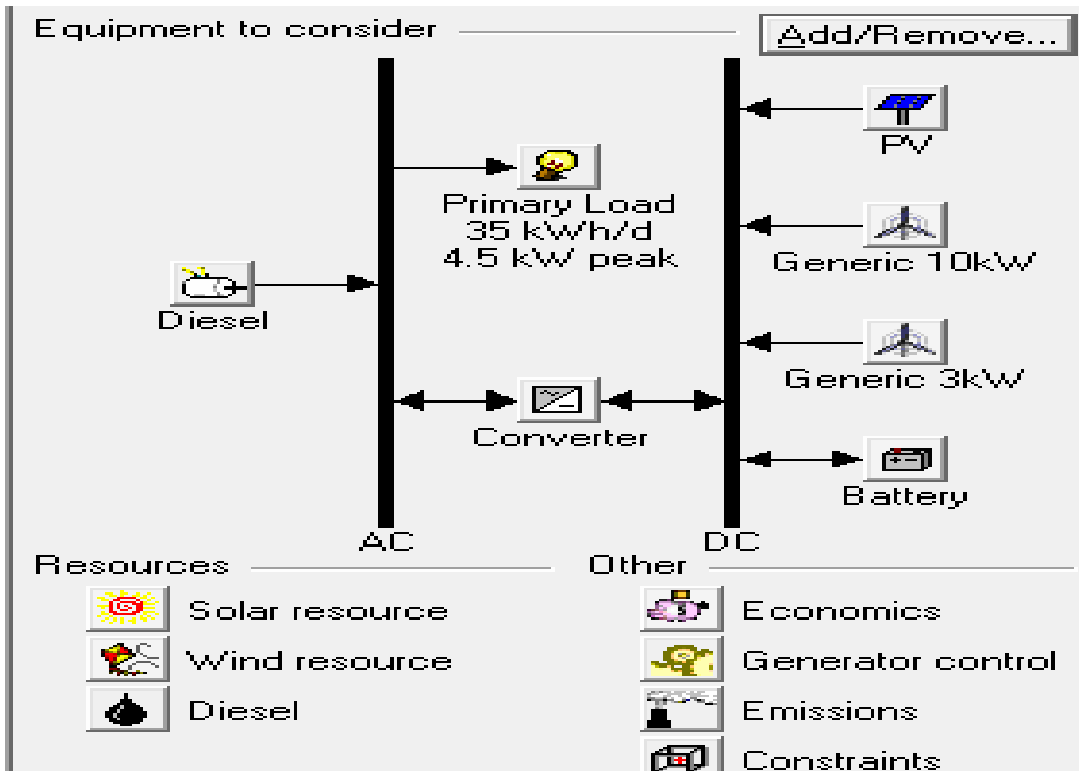 Equipment to consider
Add/Remove...
PV
Primary Load
35 kWh/d
4.5 kW peak
Generic 10kW
Diesel
Generic 3kW
Converter
Battery
AC
DC
Resources
Other
Solar resource
Economics
Wind resource
Generator control
Diesel
Emissions
Constraints